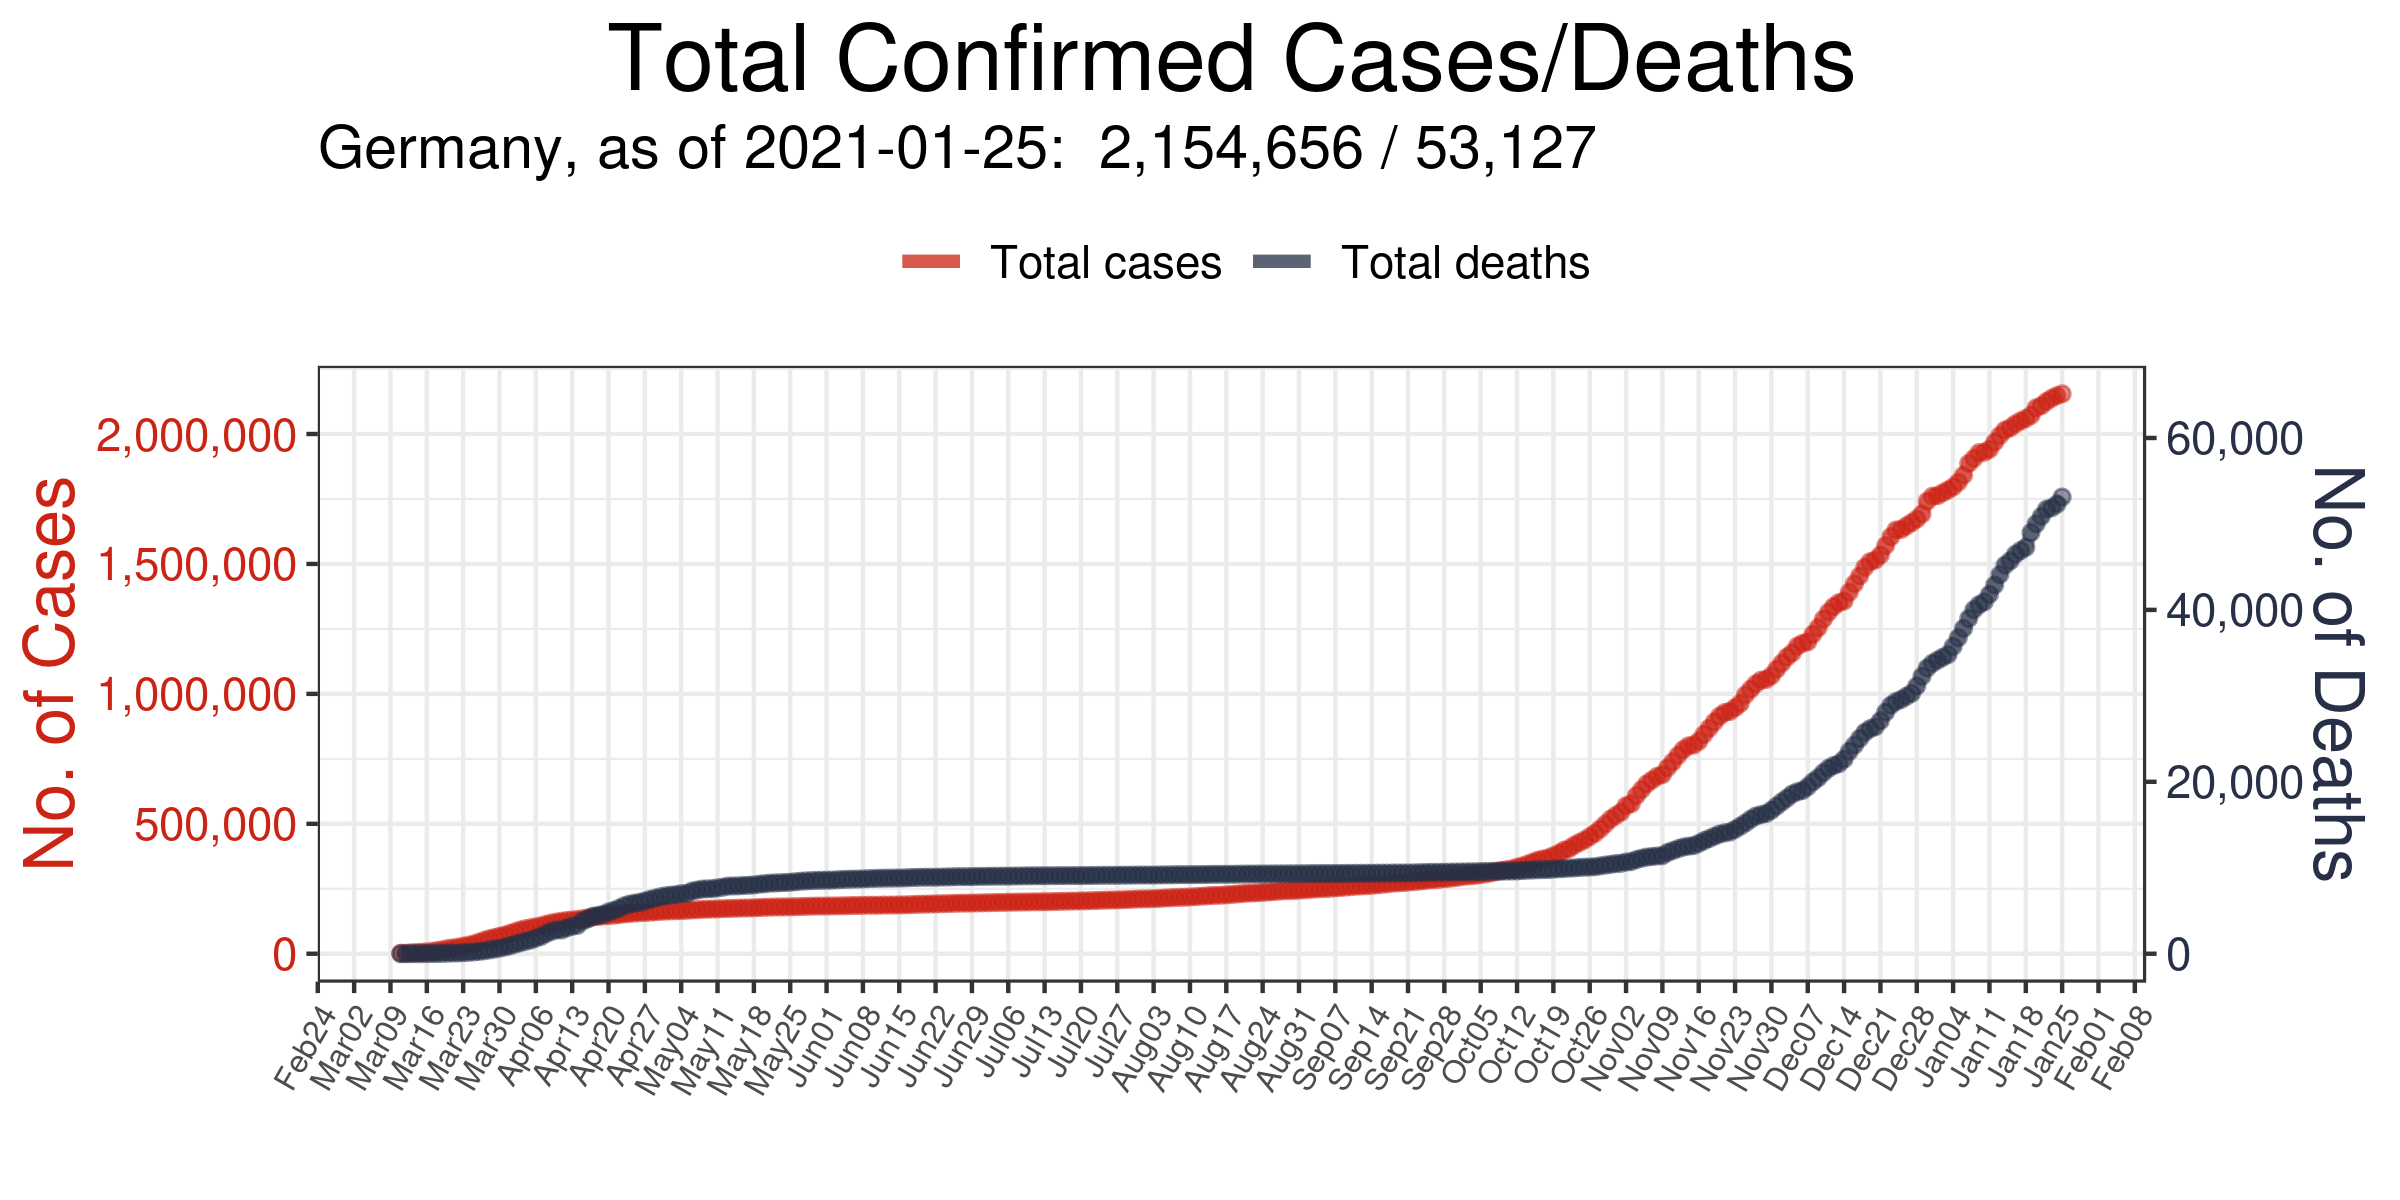 Total Confirmed Cases/Deaths
Germany, as of 2021-01-25:  2,154,656 / 53,127
Total cases Total deaths
No. of Cases
2,000,000
1,500,000
1,000,000
500,000
0
60,000
40,000
20,000
0
No. of Deaths
Feb24 Mar02 Mar09 Mar16 Mar23 Mar30 Apr06 Apr13 Apr20 Apr27 May04 May11 May18 May25 Jun01 Jun08 Jun15 Jun22 Jun29 Jul06 Jul13 Jul20 Jul27 Aug03 Aug10 Aug17 Aug24 Aug31 Sep07 Sep14 Sep21 Sep28 Oct05 Oct12 Oct19 Oct26 Nov02 Nov09 Nov16 Nov23 Nov30 Dec07 Dec14 Dec21 Dec28 Jan04 Jan11 Jan18 Jan25 Feb01 Feb08